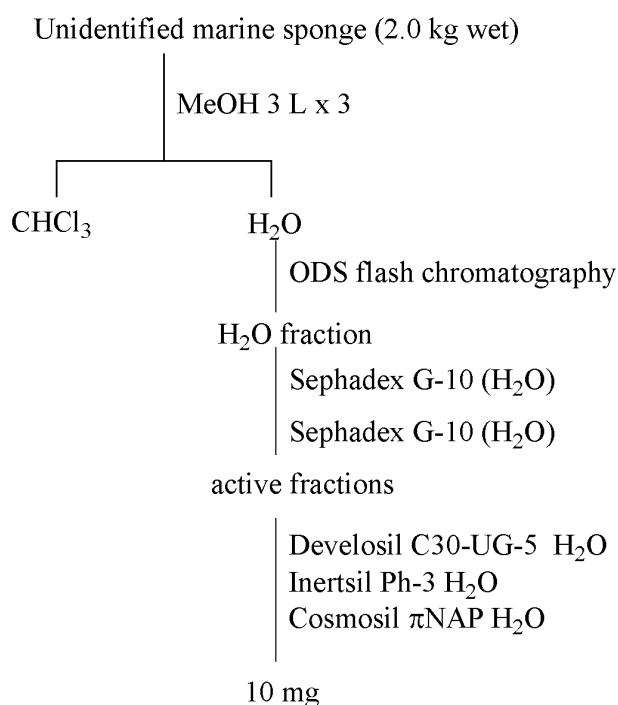 Unidentified marine sponge (2.0 kg wet)
MeOH 3 L x 3
CHCl₃
H₂O
ODS flash chromatography
H₂O fraction
Sephadex G-10 (H₂O)
Sephadex G-10 (H₂O)
active fractions
Develosil C30-UG-5 H₂O
Inertsil Ph-3 H₂O
Cosmosil πNAP H₂O
10 mg